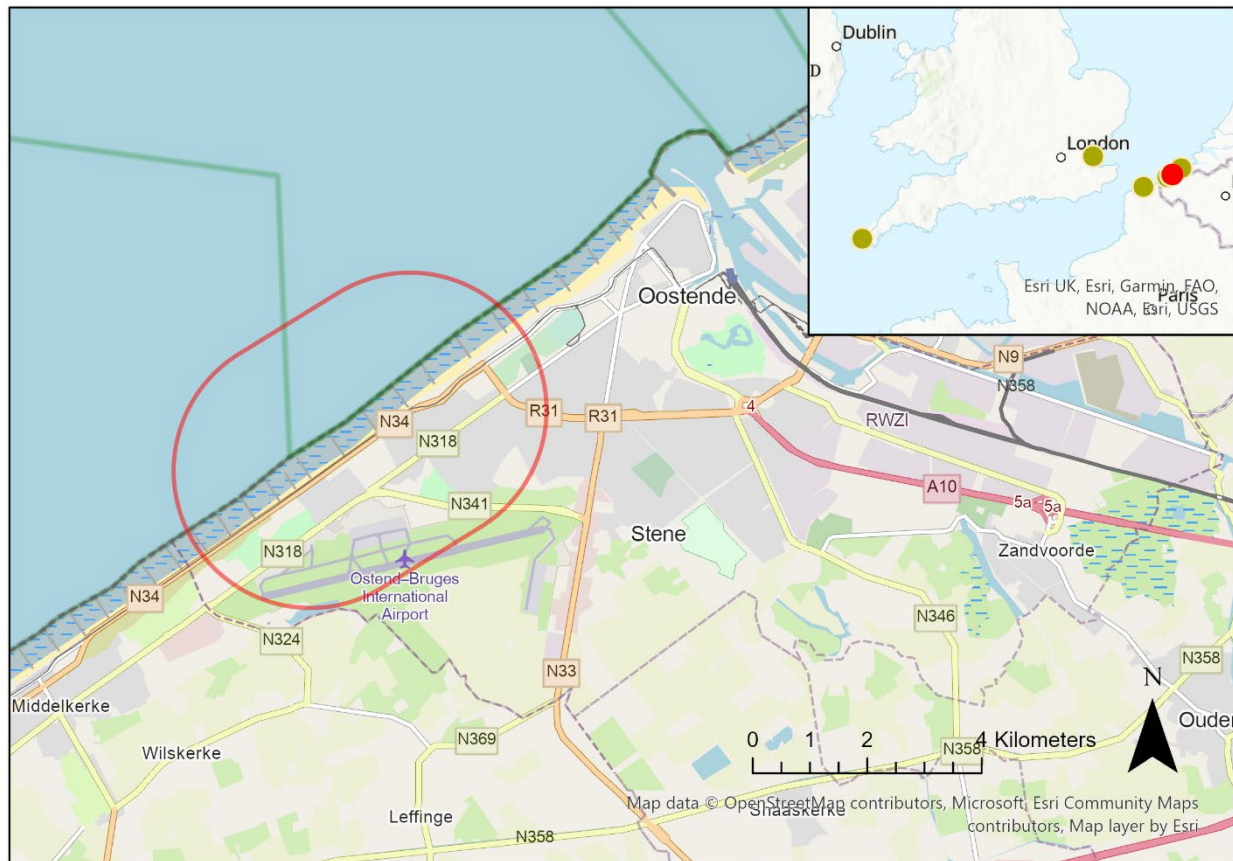 Dublin
D
London
Esri UK, Esri, Garmin, FAO,
Paris
NOAA, Esri, USGS
Oostende
N9
N358
N34
R31
R31
4
RWZI
N318
A10
5a
5a
N341
Stene
Zandvoorde
N318
Ostend-Bruges
International
Airport
N34
N324
N346
N33
N358
N
Middelkerke
Ouder
Wilskerke
N369
0 1 2 4 Kilometers
N358
Leffinge
Map data © OpenStreetMap contributors, Microsoft, Esri Community Maps
Snaaskerke
contributors, Map layer by Esri
N358